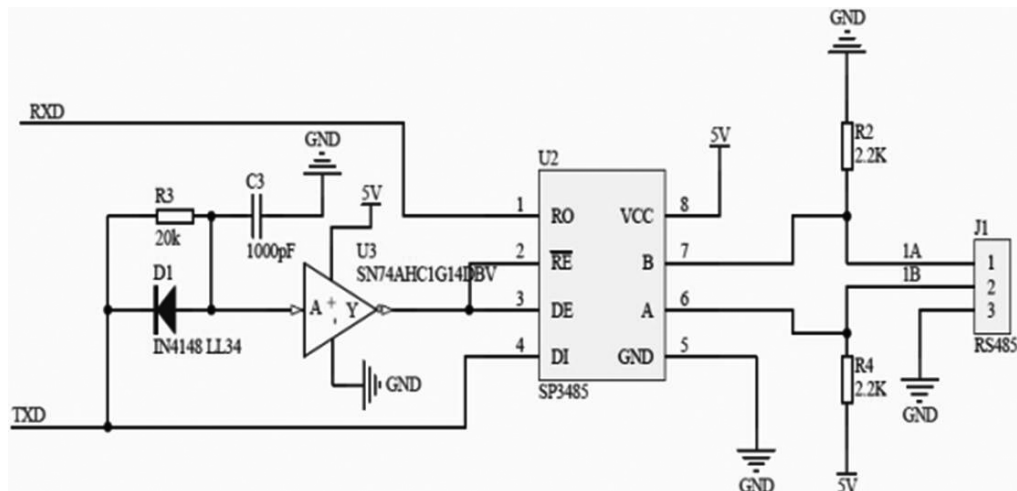 GND
RXD
R2
2.2K
GND
5V
U2
C3
R3
5V
20k
1000pF
U3
SN74AHC1G14DBV
1 RO VCC 8
J1
2 RE B 7
1A 1
D1
1B 2
A + - Y
3 DE A 6
3
IN4148 LL34
RS485
4 DI GND 5
R4
2.2K
GND
SP3485
GND
TXD
GND
5V